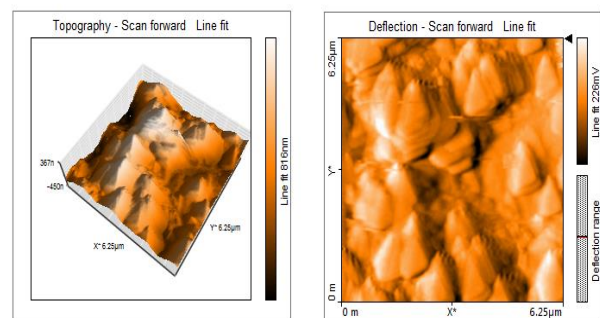 Topography - Scan forward Line fit
367n
-450n
X* 6.25µm
Y* 6.25µm
Line fit 816nm
Deflection - Scan forward Line fit
6.25µm
Y*
0 m
0 m
X*
6.25µm
Line fit 226mV
Deflection range